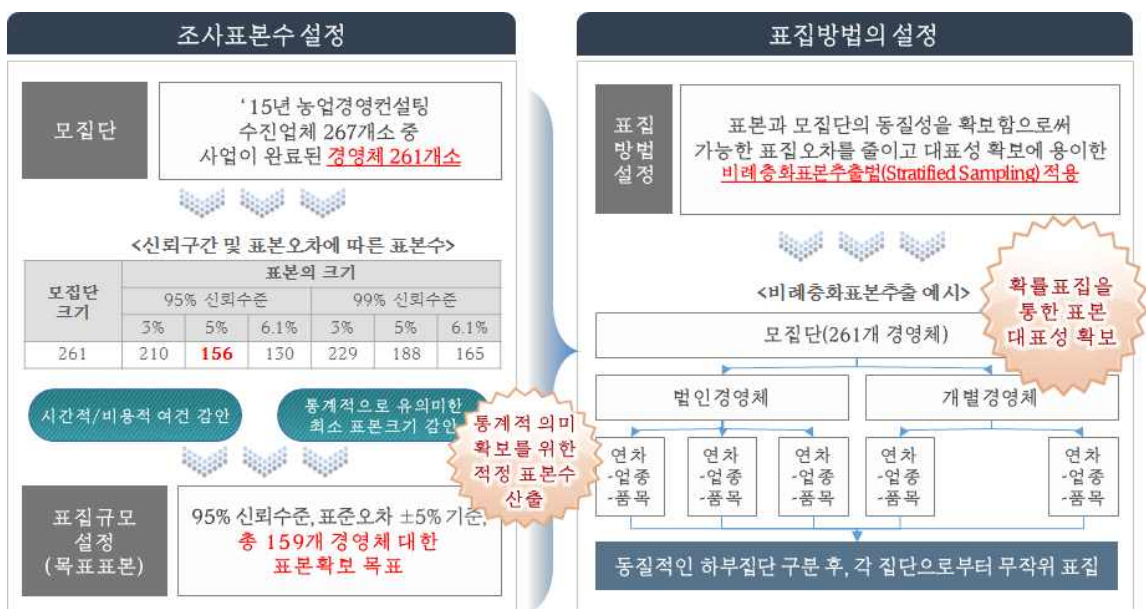 조사표본수 설정
모집단
‘15년 농업경영컨설팅
수진업체 267개소 중
사업이 완료된 경영체 261개소
<신뢰구간 및 표본오차에 따른 표본수>
모집단
크기
표본의 크기
95% 신뢰수준 99% 신뢰수준
3% 5% 6.1% 3% 5% 6.1%
261 210 156 130 229 188 165
시간적/비용적 여건 감안
통계적으로 유의미한
최소 표본크기 감안
통계적 의미
확보를 위한
적정 표본수
산출
표집규모
설정
(목표표본)
95% 신뢰수준, 표준오차 ±5% 기준,
총 159개 경영체 대한
표본확보 목표
표집방법의 설정
표집
방법
설정
표본과 모집단의 동질성을 확보함으로써
가능한 표집오차를 줄이고 대표성 확보에 용이한
비례층화표본추출법(Stratified Sampling) 적용
<비례층화표본추출 예시>
확률표집을
통한 표본
대표성 확보
모집단(261개 경영체)
법인경영체 개별경영체
연차 연차 연차 연차 연차
-업종 -업종 -업종 -업종 -업종
-품목 -품목 -품목 -품목 -품목
동질적인 하부집단 구분 후, 각 집단으로부터 무작위 표집